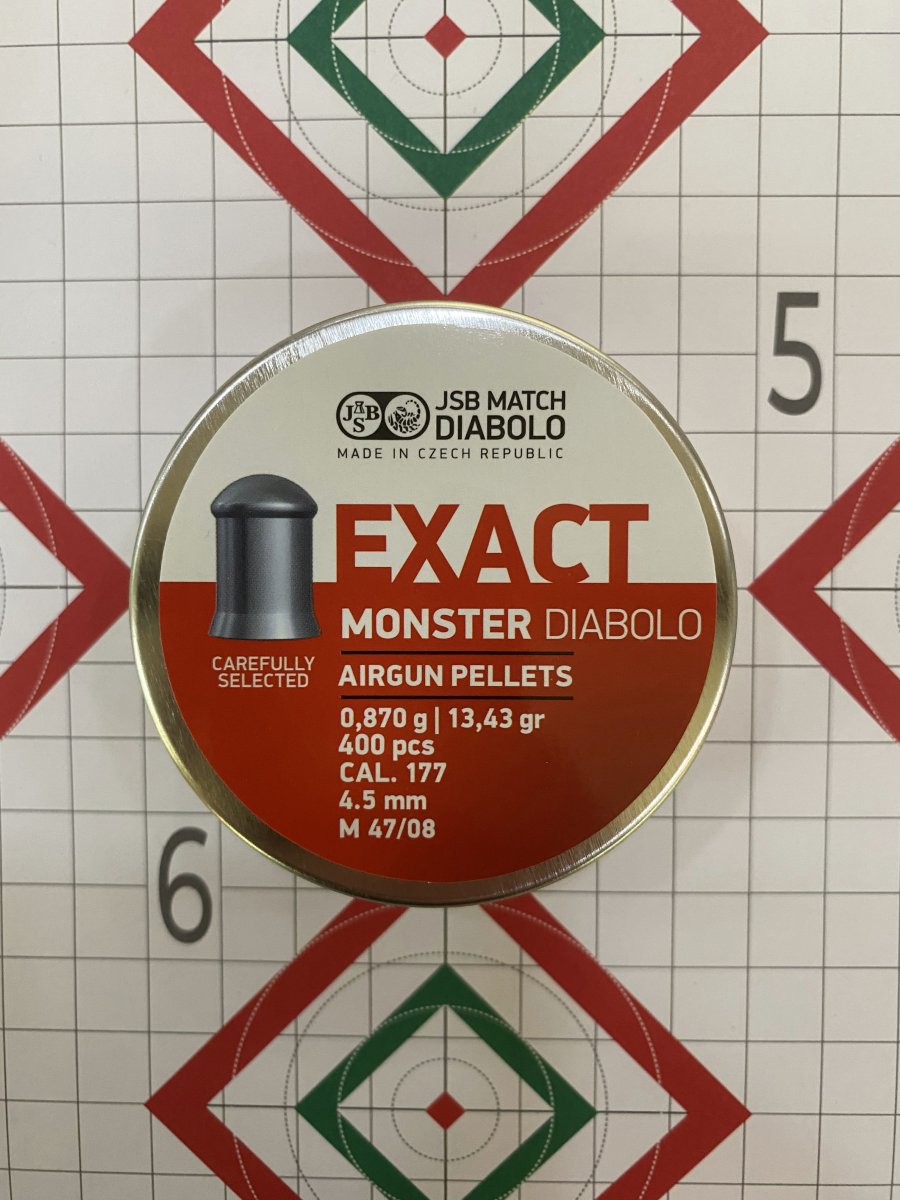 5
JSB
JSB MATCH
DIABOLO
MADE IN CZECH REPUBLIC
EXACT
MONSTER DIABOLO
CAREFULLY
SELECTED
AIRGUN PELLETS
0,870 g | 13,43 gr
400 pcs
CAL. 177
4.5 mm
M 47/08
6